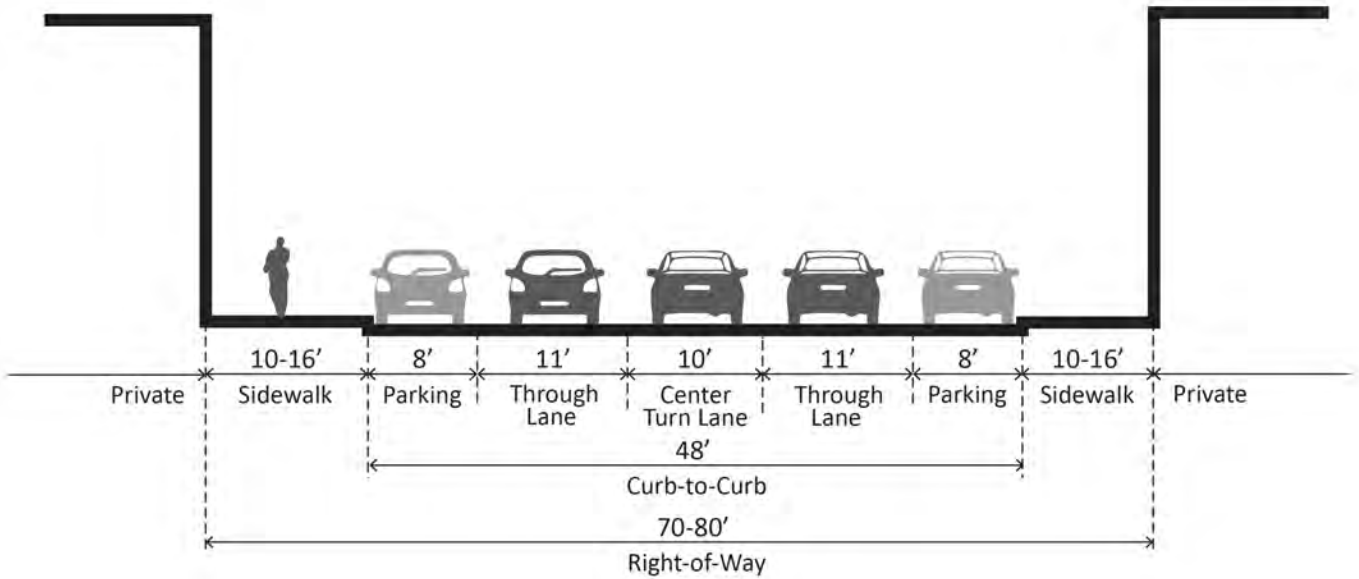 10-16’ 8’ 11’ 10’ 11’ 8’ 10-16’
Private Sidewalk Parking Through Center Through Parking Sidewalk Private
Lane Turn Lane Lane
48’
Curb-to-Curb
70-80’
Right-of-Way